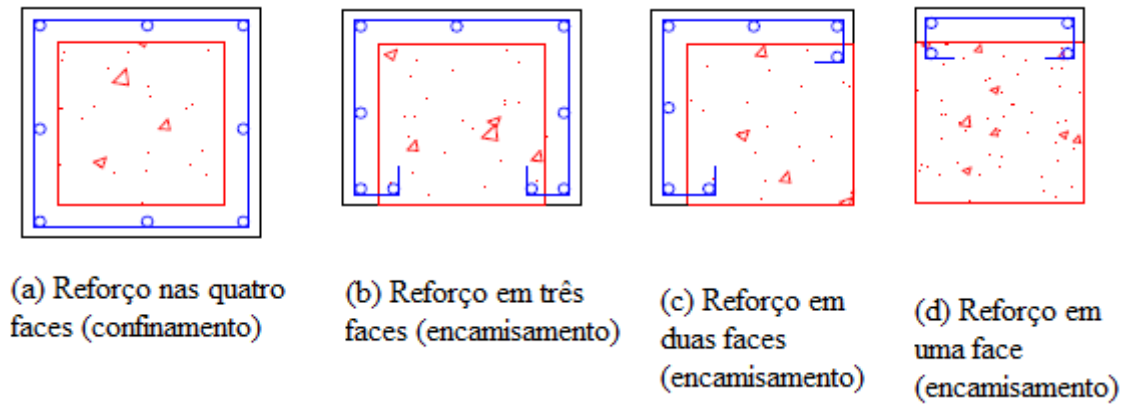 (a) Reforço nas quatro
faces (confinamento)
(b) Reforço em três
faces (encamisamento)
(c) Reforço em
duas faces
(encamisamento)
(d) Reforço em
uma face
(encamisamento)